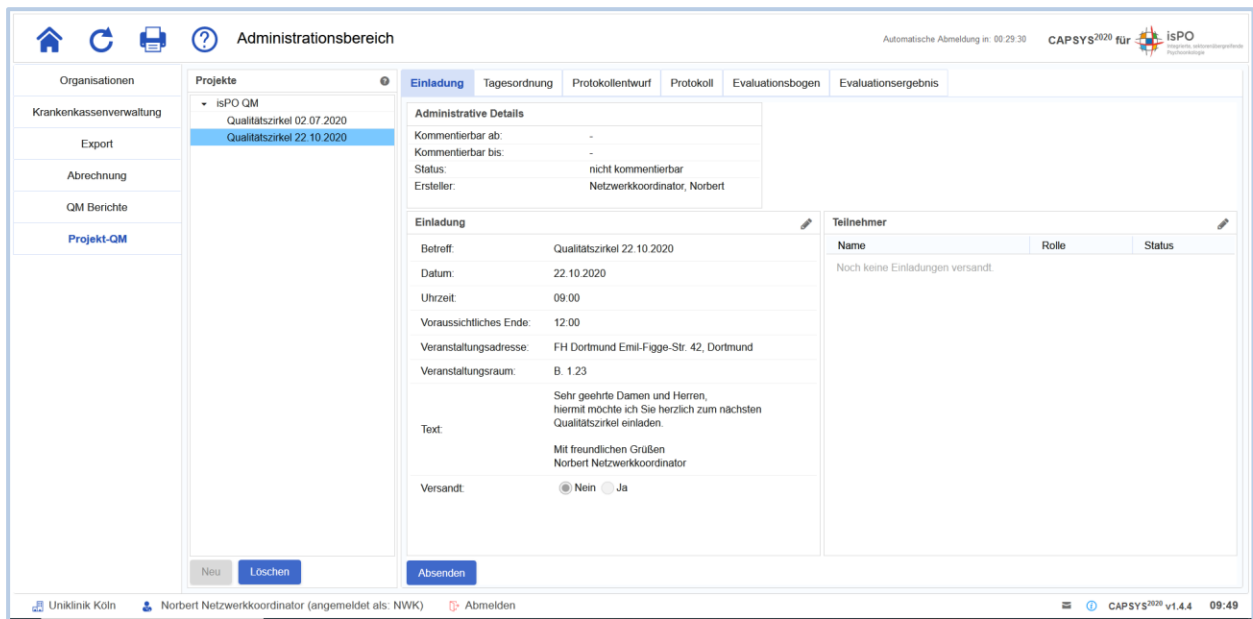 Administrationsbereich
Automatische Abmeldung in: 00:29:30
CAPSYS2020 für isPO
Integrierte, sektorenübergreifende
Psychoonkologie
Organisationen
Krankenkassenverwaltung
Export
Abrechnung
QM Berichte
Projekt-QM
Projekte
isPO QM
Qualitätszirkel 02.07.2020
Qualitätszirkel 22.10.2020
Neu
Löschen
Einladung Tagesordnung Protokollentwurf Protokoll Evaluationsbogen Evaluationsergebnis
Administrative Details
Kommentierbar ab: -
Kommentierbar bis: -
Status: nicht kommentierbar
Ersteller: Netzwerkkoordinator, Norbert
Einladung
Betreff: Qualitätszirkel 22.10.2020
Datum: 22.10.2020
Uhrzeit: 09:00
Voraussichtliches Ende: 12:00
Veranstaltungsadresse: FH Dortmund Emil-Figge-Str. 42, Dortmund
Veranstaltungsraum: B. 1.23
Text:
Sehr geehrte Damen und Herren,
hiermit möchte ich Sie herzlich zum nächsten
Qualitätszirkel einladen.
Mit freundlichen Grüßen
Norbert Netzwerkkoordinator
Versandt: Nein Ja
Absenden
Teilnehmer
Name Rolle Status
Noch keine Einladungen versandt.
Uniklinik Köln
Norbert Netzwerkkoordinator (angemeldet als: NWK)
Abmelden
CAPSYS2020 v1.4.4
09:49